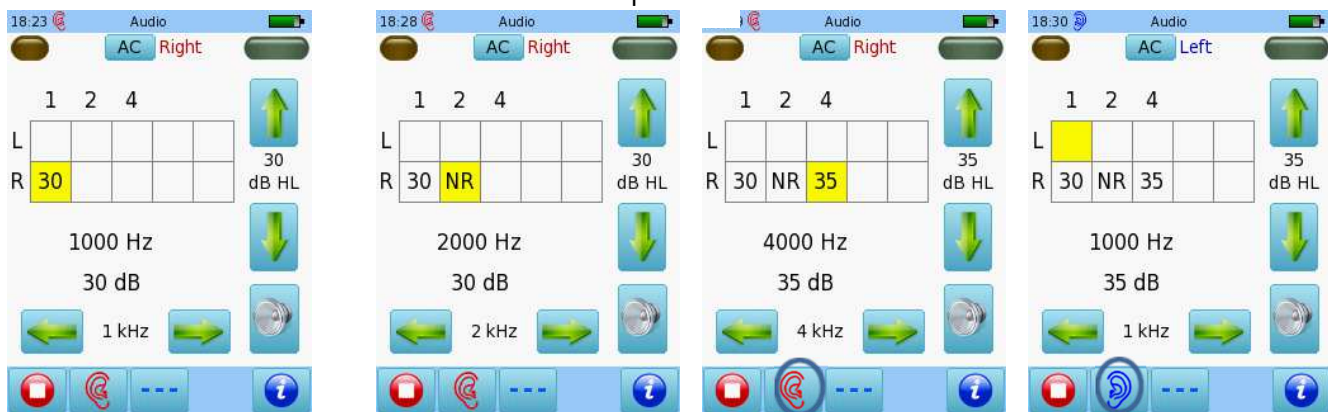 18:23 Audio
AC Right
1 2 4
L
R 30
30
dB HL
1000 Hz
30 dB
1 kHz
--- i
18:28 Audio
AC Right
1 2 4
L
R 30 NR
30
dB HL
2000 Hz
30 dB
2 kHz
--- i
Audio
AC Right
1 2 4
L
R 30 NR 35
35
dB HL
4000 Hz
35 dB
4 kHz
--- i
18:30 Audio
AC Left
1 2 4
L
R 30 NR 35
35
dB HL
1000 Hz
35 dB
1 kHz
--- i